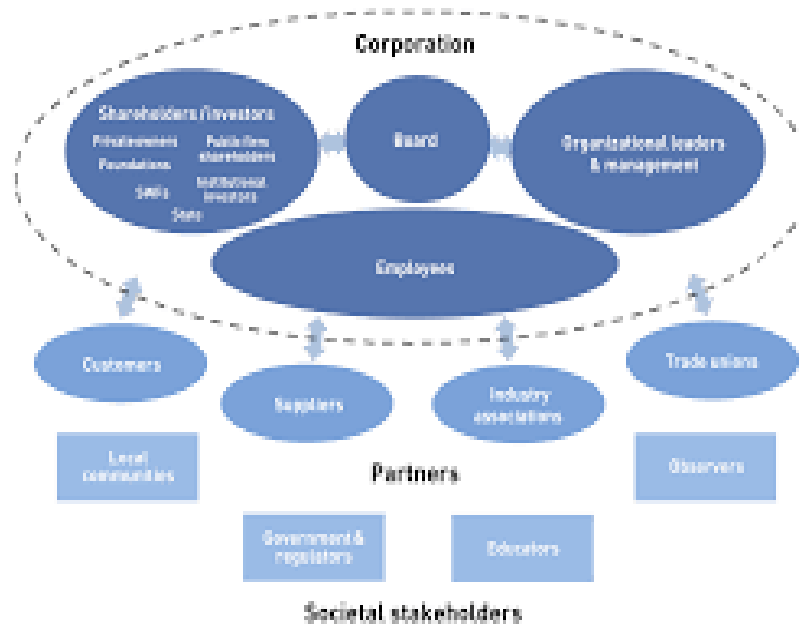 Corporation
Shareholders/investors
Private owners
Public firm
shareholders
Foundations
SWFs
Institutional
investors
State
Board
Organizational leaders
& management
Employees
Customers
Suppliers
Industry
associations
Trade unions
Local
communities
Partners
Observers
Government &
regulators
Educators
Societal stakeholders